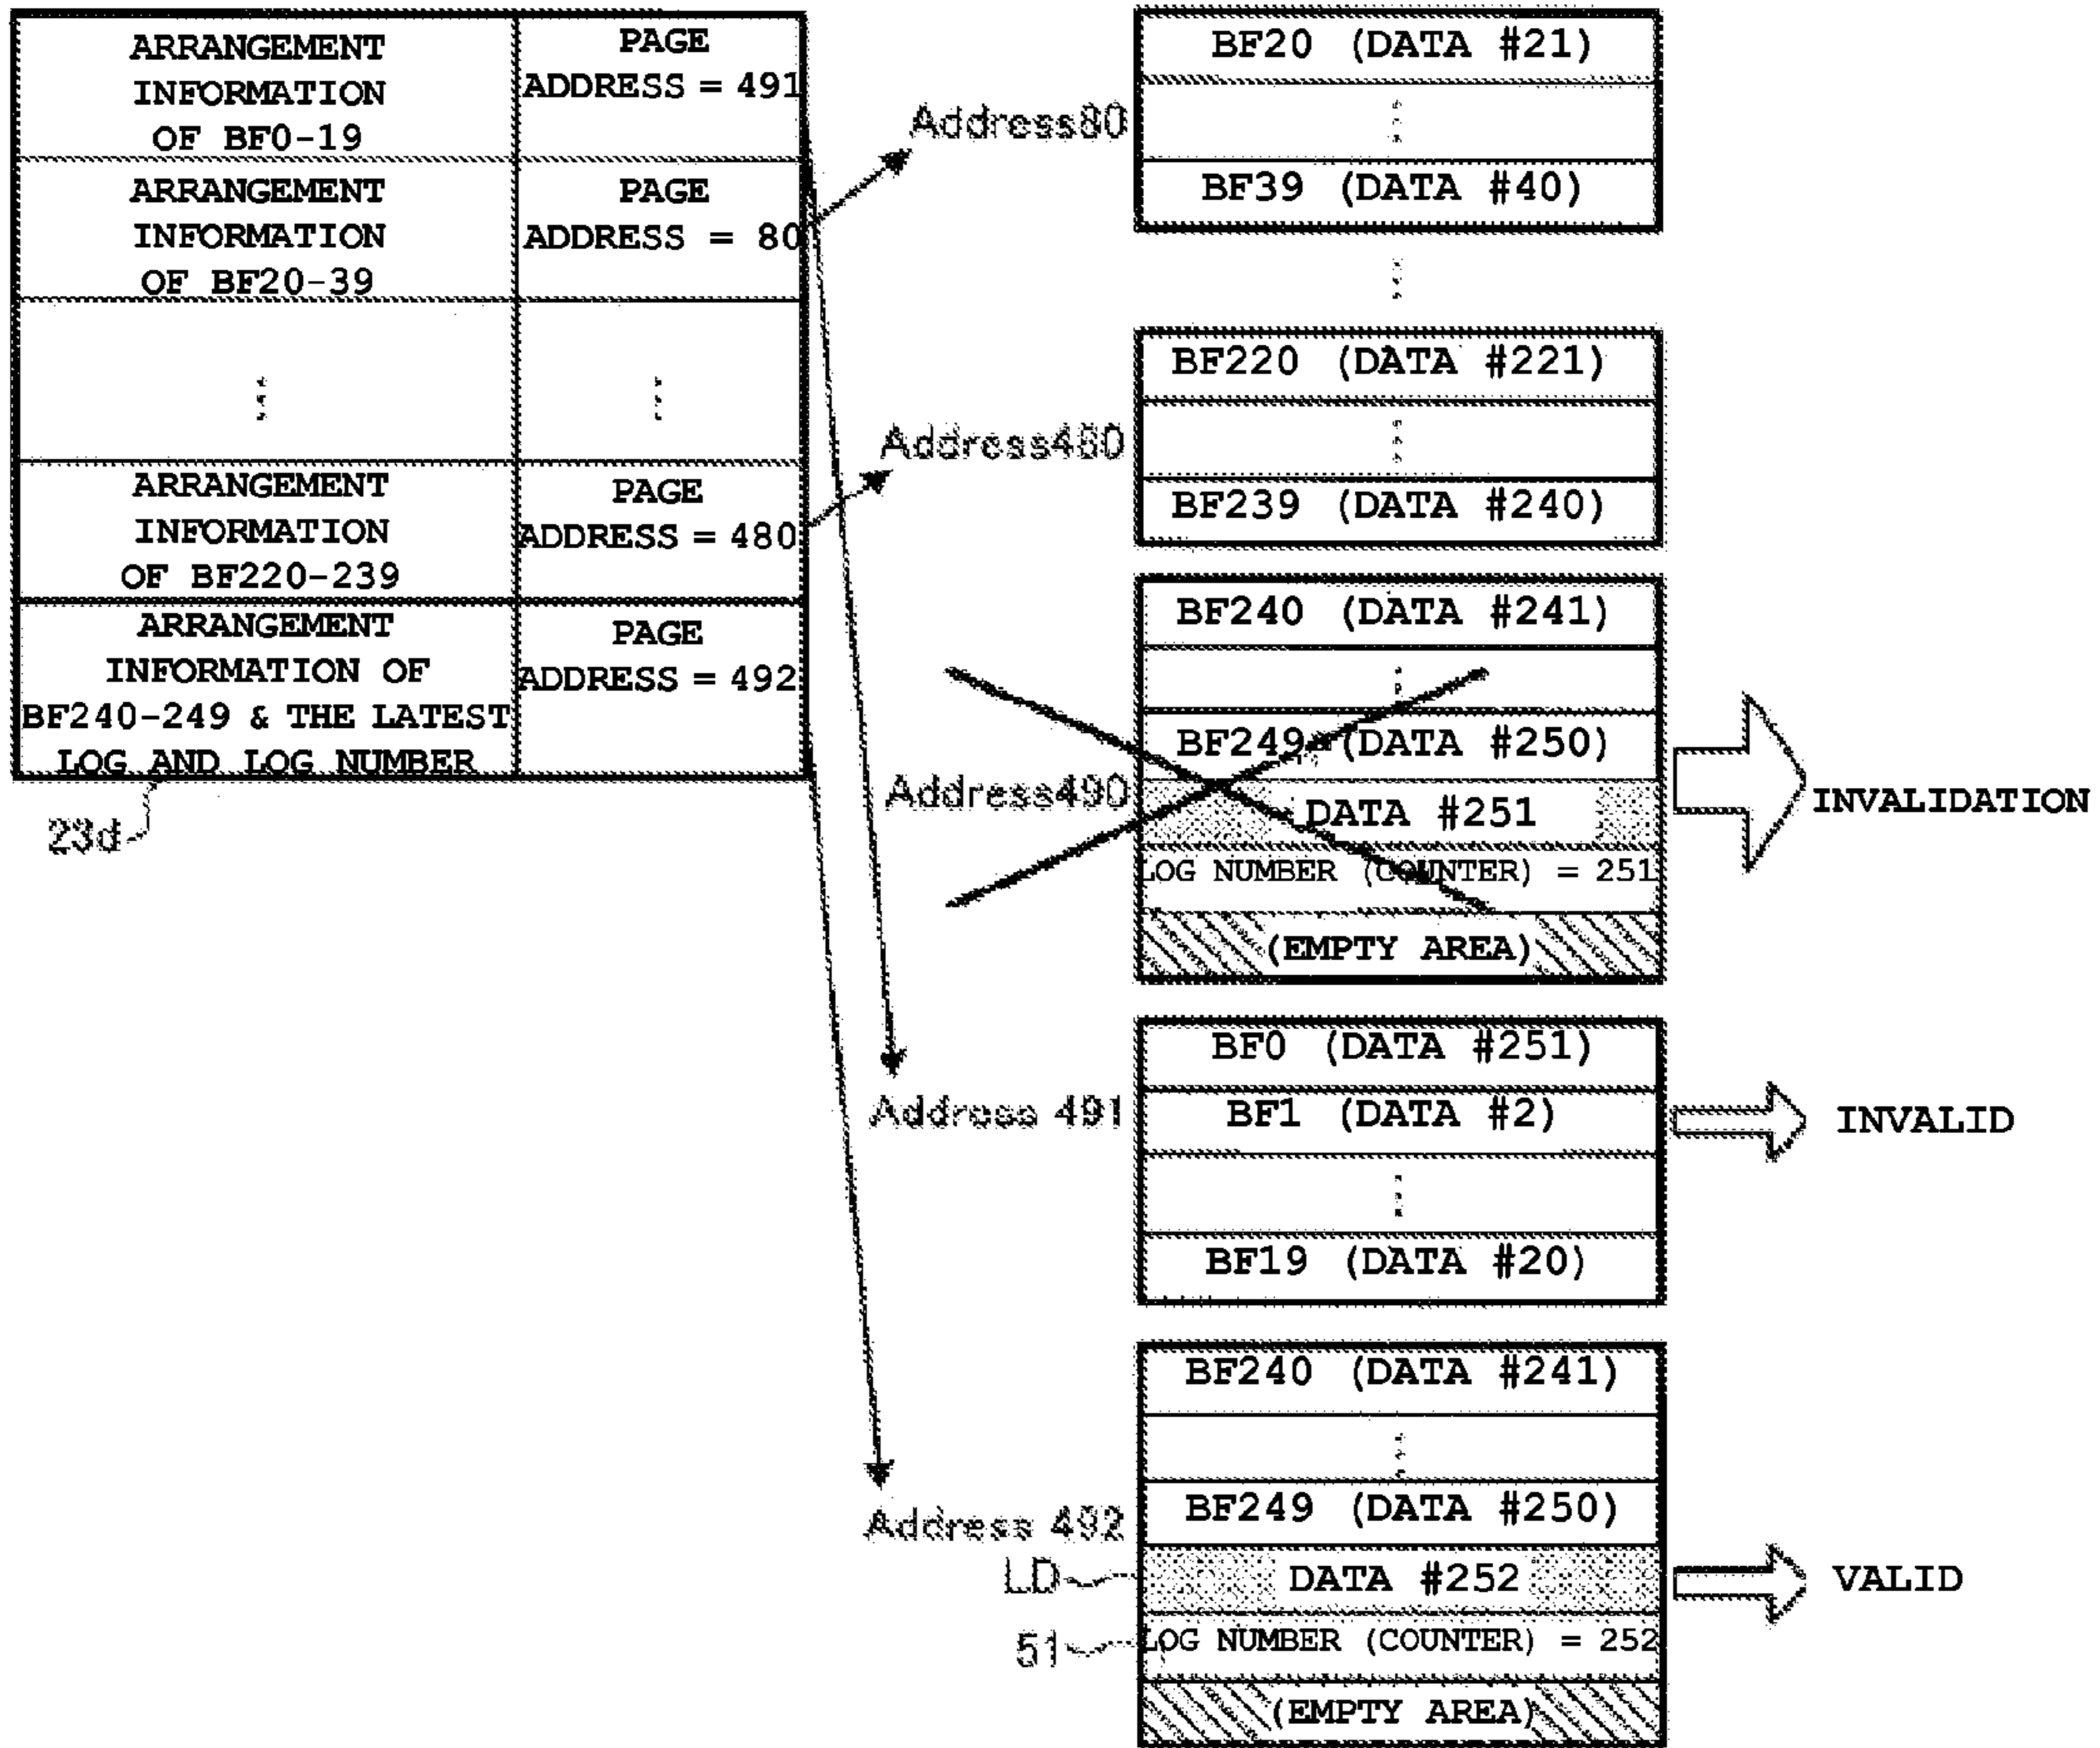 ARRANGEMENT
INFORMATION
OF BF0-19
PAGE
ADDRESS = 491
ARRANGEMENT
INFORMATION
OF BF20-39
PAGE
ADDRESS = 80
ARRANGEMENT
INFORMATION
OF BF220-239
PAGE
ADDRESS = 480
ARRANGEMENT
INFORMATION OF
BF240-249 & THE LATEST
LOG AND LOG NUMBER
PAGE
ADDRESS = 492
23d
Address80
BF20 (DATA #21)
BF39 (DATA #40)
Address480
BF220 (DATA #221)
BF239 (DATA #240)
Address490
BF240 (DATA #241)
BF249 (DATA #250)
DATA #251
LOG NUMBER (COUNTER) = 251
(EMPTY AREA)
INVALIDATION
Address 491
BF0 (DATA #251)
BF1 (DATA #2)
BF19 (DATA #20)
INVALID
Address 492
BF240 (DATA #241)
BF249 (DATA #250)
LD
DATA #252
VALID
51
LOG NUMBER (COUNTER) = 252
(EMPTY AREA)